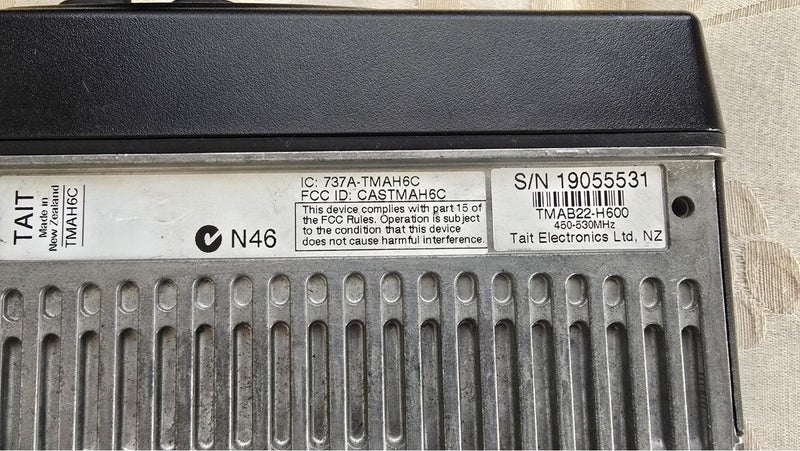 TAIT
Made in
New Zealand
TMAH6C
N46
IC: 737A-TMAH6C
FCC ID: CASTMAH6C
This device complies with part 15 of
the FCC Rules. Operation is subject
to the condition that this device
does not cause harmful interference.
S/N 19055531
TMAB22-H600
450-530MHz
Tait Electronics Ltd, NZ